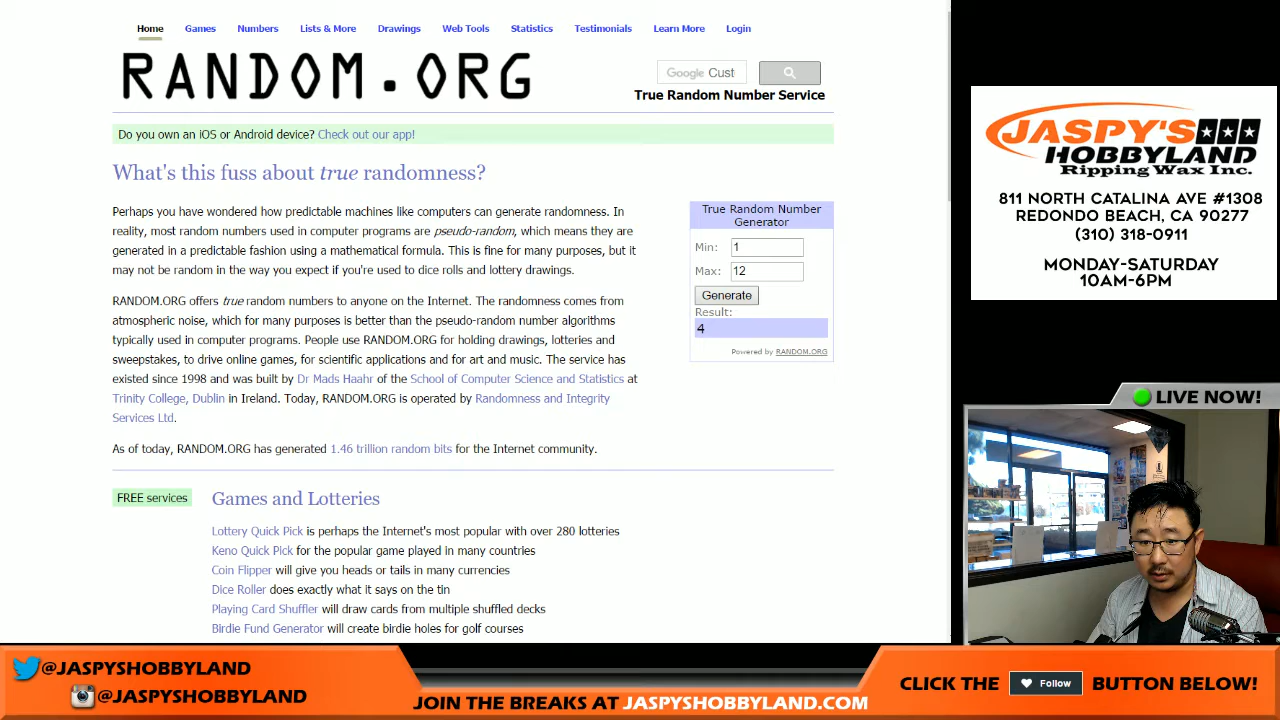 Home Games Numbers Lists & More Drawings Web Tools Statistics Testimonials Learn More Login
RANDOM.ORG
Google Cust
True Random Number Service
Do you own an iOS or Android device? Check out our app!
What's this fuss about true randomness?
Perhaps you have wondered how predictable machines like computers can generate randomness. In
reality, most random numbers used in computer programs are pseudo-random, which means they are
generated in a predictable fashion using a mathematical formula. This is fine for many purposes, but it
may not be random in the way you expect if you're used to dice rolls and lottery drawings.
RANDOM.ORG offers true random numbers to anyone on the Internet. The randomness comes from
atmospheric noise, which for many purposes is better than the pseudo-random number algorithms
typically used in computer programs. People use RANDOM.ORG for holding drawings, lotteries and
sweepstakes, to drive online games, for scientific applications and for art and music. The service has
existed since 1998 and was built by Dr Mads Haahr of the School of Computer Science and Statistics at
Trinity College, Dublin in Ireland. Today, RANDOM.ORG is operated by Randomness and Integrity
Services Ltd.
As of today, RANDOM.ORG has generated 1.46 trillion random bits for the Internet community.
True Random Number
Generator
Min: 1
Max: 12
Generate
Result:
4
Powered by RANDOM.ORG
FREE services
Games and Lotteries
Lottery Quick Pick is perhaps the Internet's most popular with over 280 lotteries
Keno Quick Pick for the popular game played in many countries
Coin Flipper will give you heads or tails in many currencies
Dice Roller does exactly what it says on the tin
Playing Card Shuffler will draw cards from multiple shuffled decks
Birdie Fund Generator will create birdie holes for golf courses
JASPY'S
HOBBYLAND
Ripping Wax Inc.
811 NORTH CATALINA AVE #1308
REDONDO BEACH, CA 90277
(310) 318-0911
MONDAY-SATURDAY
10AM-6PM
LIVE NOW!
@JASPYSHOBBYLAND
@JASPYSHOBBYLAND
JOIN THE BREAKS AT JASPYSHOBBYLAND.COM
CLICK THE Follow BUTTON BELOW!